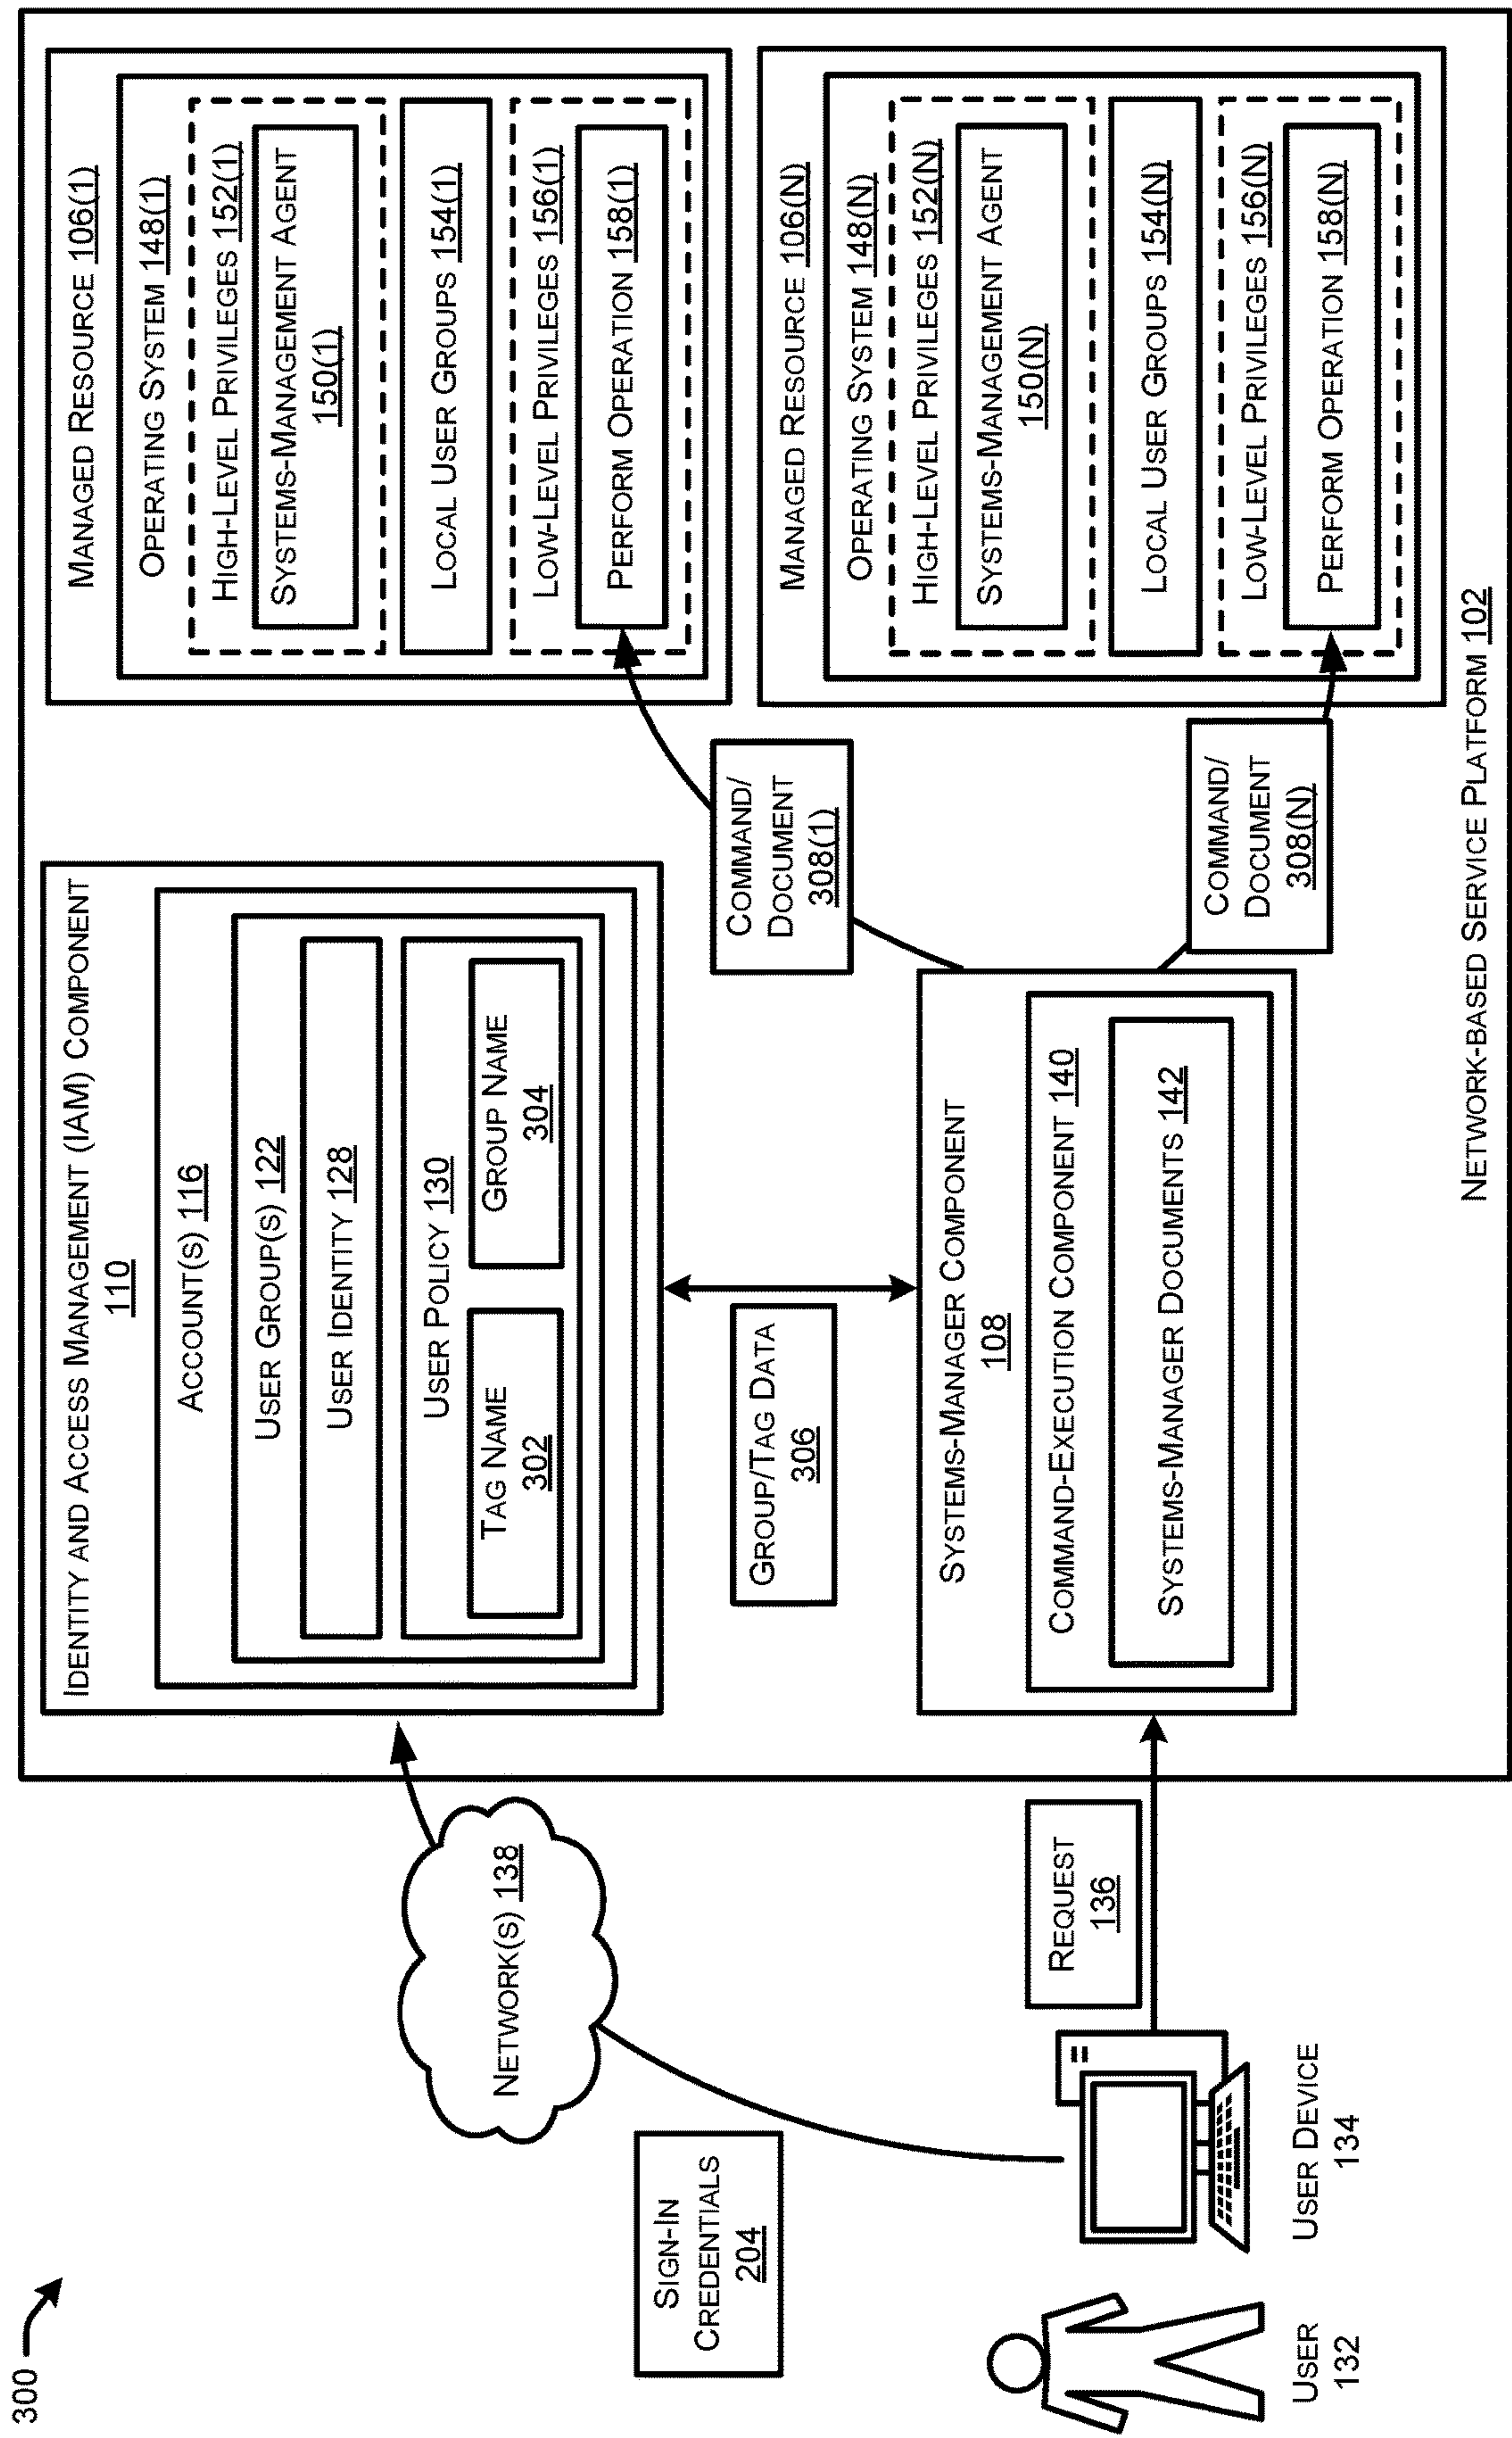 300
IDENTITY AND ACCESS MANAGEMENT (IAM) COMPONENT
110
ACCOUNT(S) 116
USER GROUP(S) 122
USER IDENTITY 128
USER POLICY 130
TAG NAME
302
GROUP NAME
304
MANAGED RESOURCE 106(1)
OPERATING SYSTEM 148(1)
HIGH-LEVEL PRIVILEGES 152(1)
SYSTEMS-MANAGEMENT AGENT
150(1)
LOCAL USER GROUPS 154(1)
LOW-LEVEL PRIVILEGES 156(1)
PERFORM OPERATION 158(1)
NETWORK(S) 138
SIGN-IN
CREDENTIALS
204
GROUP/TAG DATA
306
COMMAND/
DOCUMENT
308(1)
MANAGED RESOURCE 106(N)
OPERATING SYSTEM 148(N)
HIGH-LEVEL PRIVILEGES 152(N)
SYSTEMS-MANAGEMENT AGENT
150(N)
LOCAL USER GROUPS 154(N)
LOW-LEVEL PRIVILEGES 156(N)
PERFORM OPERATION 158(N)
SYSTEMS-MANAGER COMPONENT
108
COMMAND-EXECUTION COMPONENT 140
SYSTEMS-MANAGER DOCUMENTS 142
REQUEST
136
COMMAND/
DOCUMENT
308(N)
USER
132
USER DEVICE
134
NETWORK-BASED SERVICE PLATFORM 102